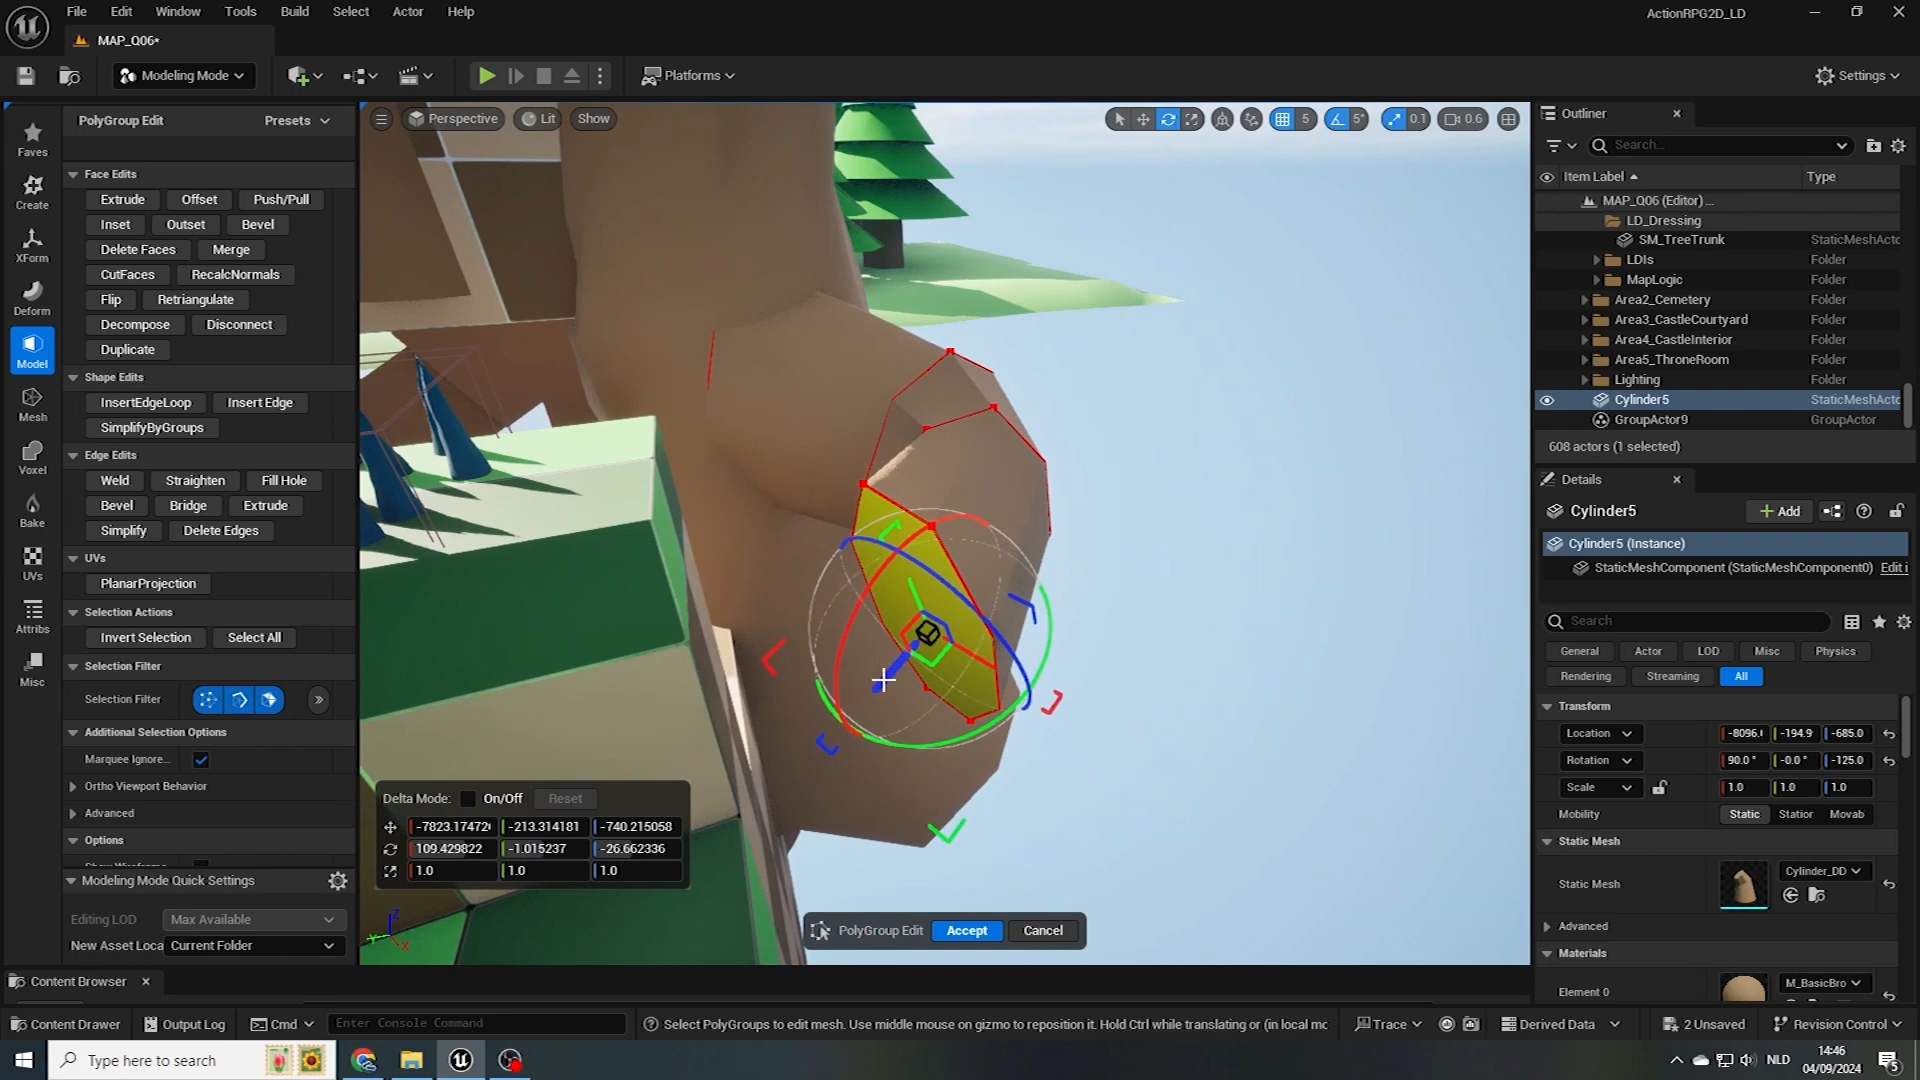 File Edit Window Tools Build Select Actor Help
ActionRPG2D_LD
MAP_Q06*
Modeling Mode
Platforms
Settings
PolyGroup Edit
Presets
Faves
Create
XForm
Deform
Model
Mesh
Voxel
Bake
UVs
Attribs
Misc
Face Edits
Extrude Offset Push/Pull
Inset Outset Bevel
Delete Faces Merge
CutFaces RecalcNormals
Flip Retriangulate
Decompose Disconnect
Duplicate
Shape Edits
InsertEdgeLoop Insert Edge
SimplifyByGroups
Edge Edits
Weld Straighten Fill Hole
Bevel Bridge Extrude
Simplify Delete Edges
UVs
PlanarProjection
Selection Actions
Invert Selection Select All
Selection Filter
Selection Filter
Additional Selection Options
Marquee Ignore...
Ortho Viewport Behavior
Advanced
Options
Modeling Mode Quick Settings
Editing LOD Max Available
New Asset Loca Current Folder
Perspective Lit Show
5 5° 0.1 0.6
Delta Mode: On/Off Reset
-7823.17472 -213.314181 -740.215058
109.429822 -1.015237 -26.662336
1.0 1.0 1.0
PolyGroup Edit Accept Cancel
Outliner
Search...
Item Label Type
MAP_Q06 (Editor) ...
LD_Dressing
SM_TreeTrunk StaticMeshActo
LDIs Folder
MapLogic Folder
Area2_Cemetery Folder
Area3_CastleCourtyard Folder
Area4_CastleInterior Folder
Area5_ThroneRoom Folder
Lighting Folder
Cylinder5 StaticMeshActo
GroupActor9 GroupActor
608 actors (1 selected)
Details
Cylinder5
Add
Cylinder5 (Instance)
StaticMeshComponent (StaticMeshComponent0) Edit i
Search
General Actor LOD Misc Physics
Rendering Streaming All
Transform
Location -8096.( -194.9 -685.0
Rotation 90.0 ° -0.0 ° -125.0
Scale 1.0 1.0 1.0
Mobility Static Station Movab
Static Mesh
Static Mesh Cylinder_DD
Advanced
Materials
Element 0 M_BasicBro
Content Browser
Content Drawer Output Log Cmd Enter Console Command
Select PolyGroups to edit mesh. Use middle mouse on gizmo to reposition it. Hold Ctrl while translating or (in local mc
Trace Derived Data 2 Unsaved Revision Control
Type here to search
NLD
14:46
04/09/2024
5